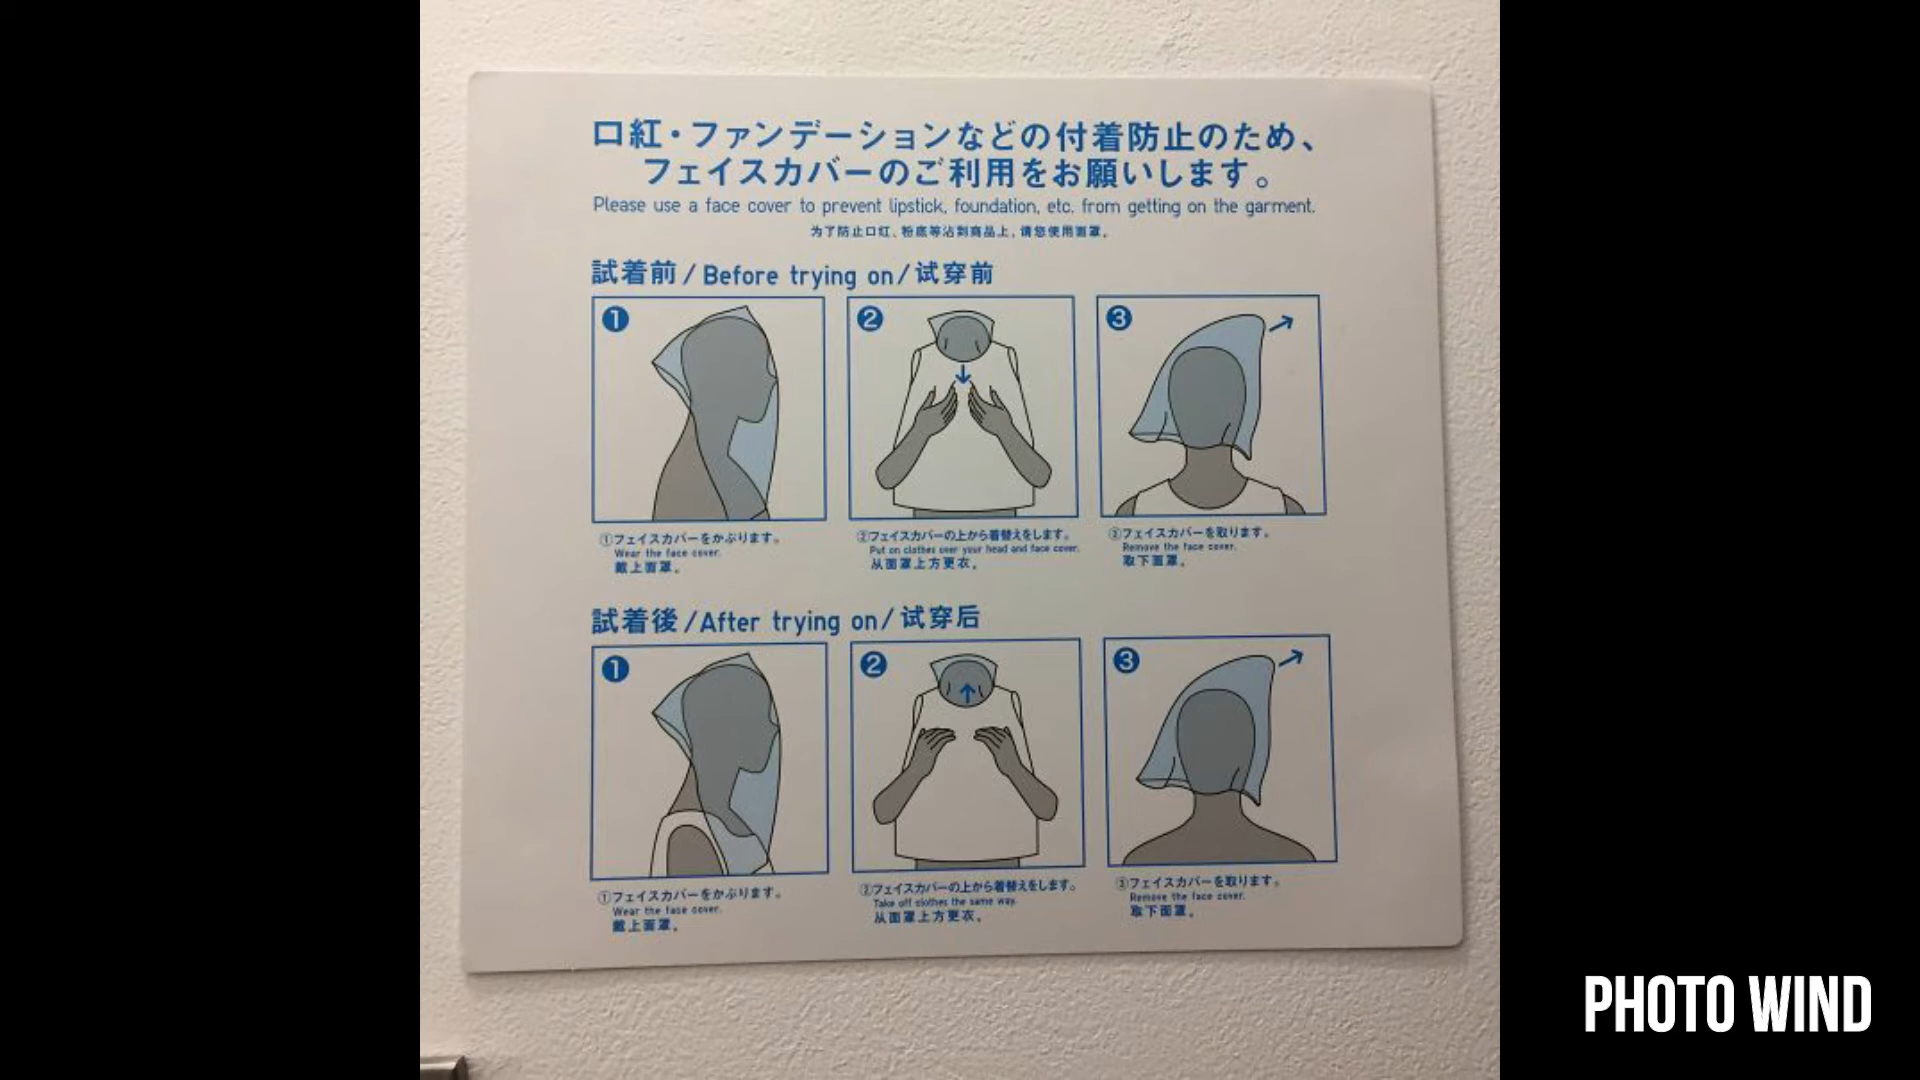 口紅・ファンデーションなどの付着防止のため、
フェイスカバーのご利用をお願いします。
Please use a face cover to prevent lipstick, foundation, etc. from getting on the garment.
为了防止口红、粉底等沾到商品上,请您使用面罩。
試着前/Before trying on/试穿前
1
2
3
①フェイスカバーをかぶります。
Wear the face cover.
戴上面罩。
②フェイスカバーの上から着替えをします。
Put on clothes over your head and face cover.
从面罩上方更衣。
③フェイスカバーを取ります。
Remove the face cover.
取下面罩。
試着後/After trying on/试穿后
1
2
3
①フェイスカバーをかぶります。
Wear the face cover.
戴上面罩。
②フェイスカバーの上から着替えをします。
Take off clothes the same way.
从面罩上方更衣。
③フェイスカバーを取ります。
Remove the face cover.
取下面罩。
PHOTO WIND